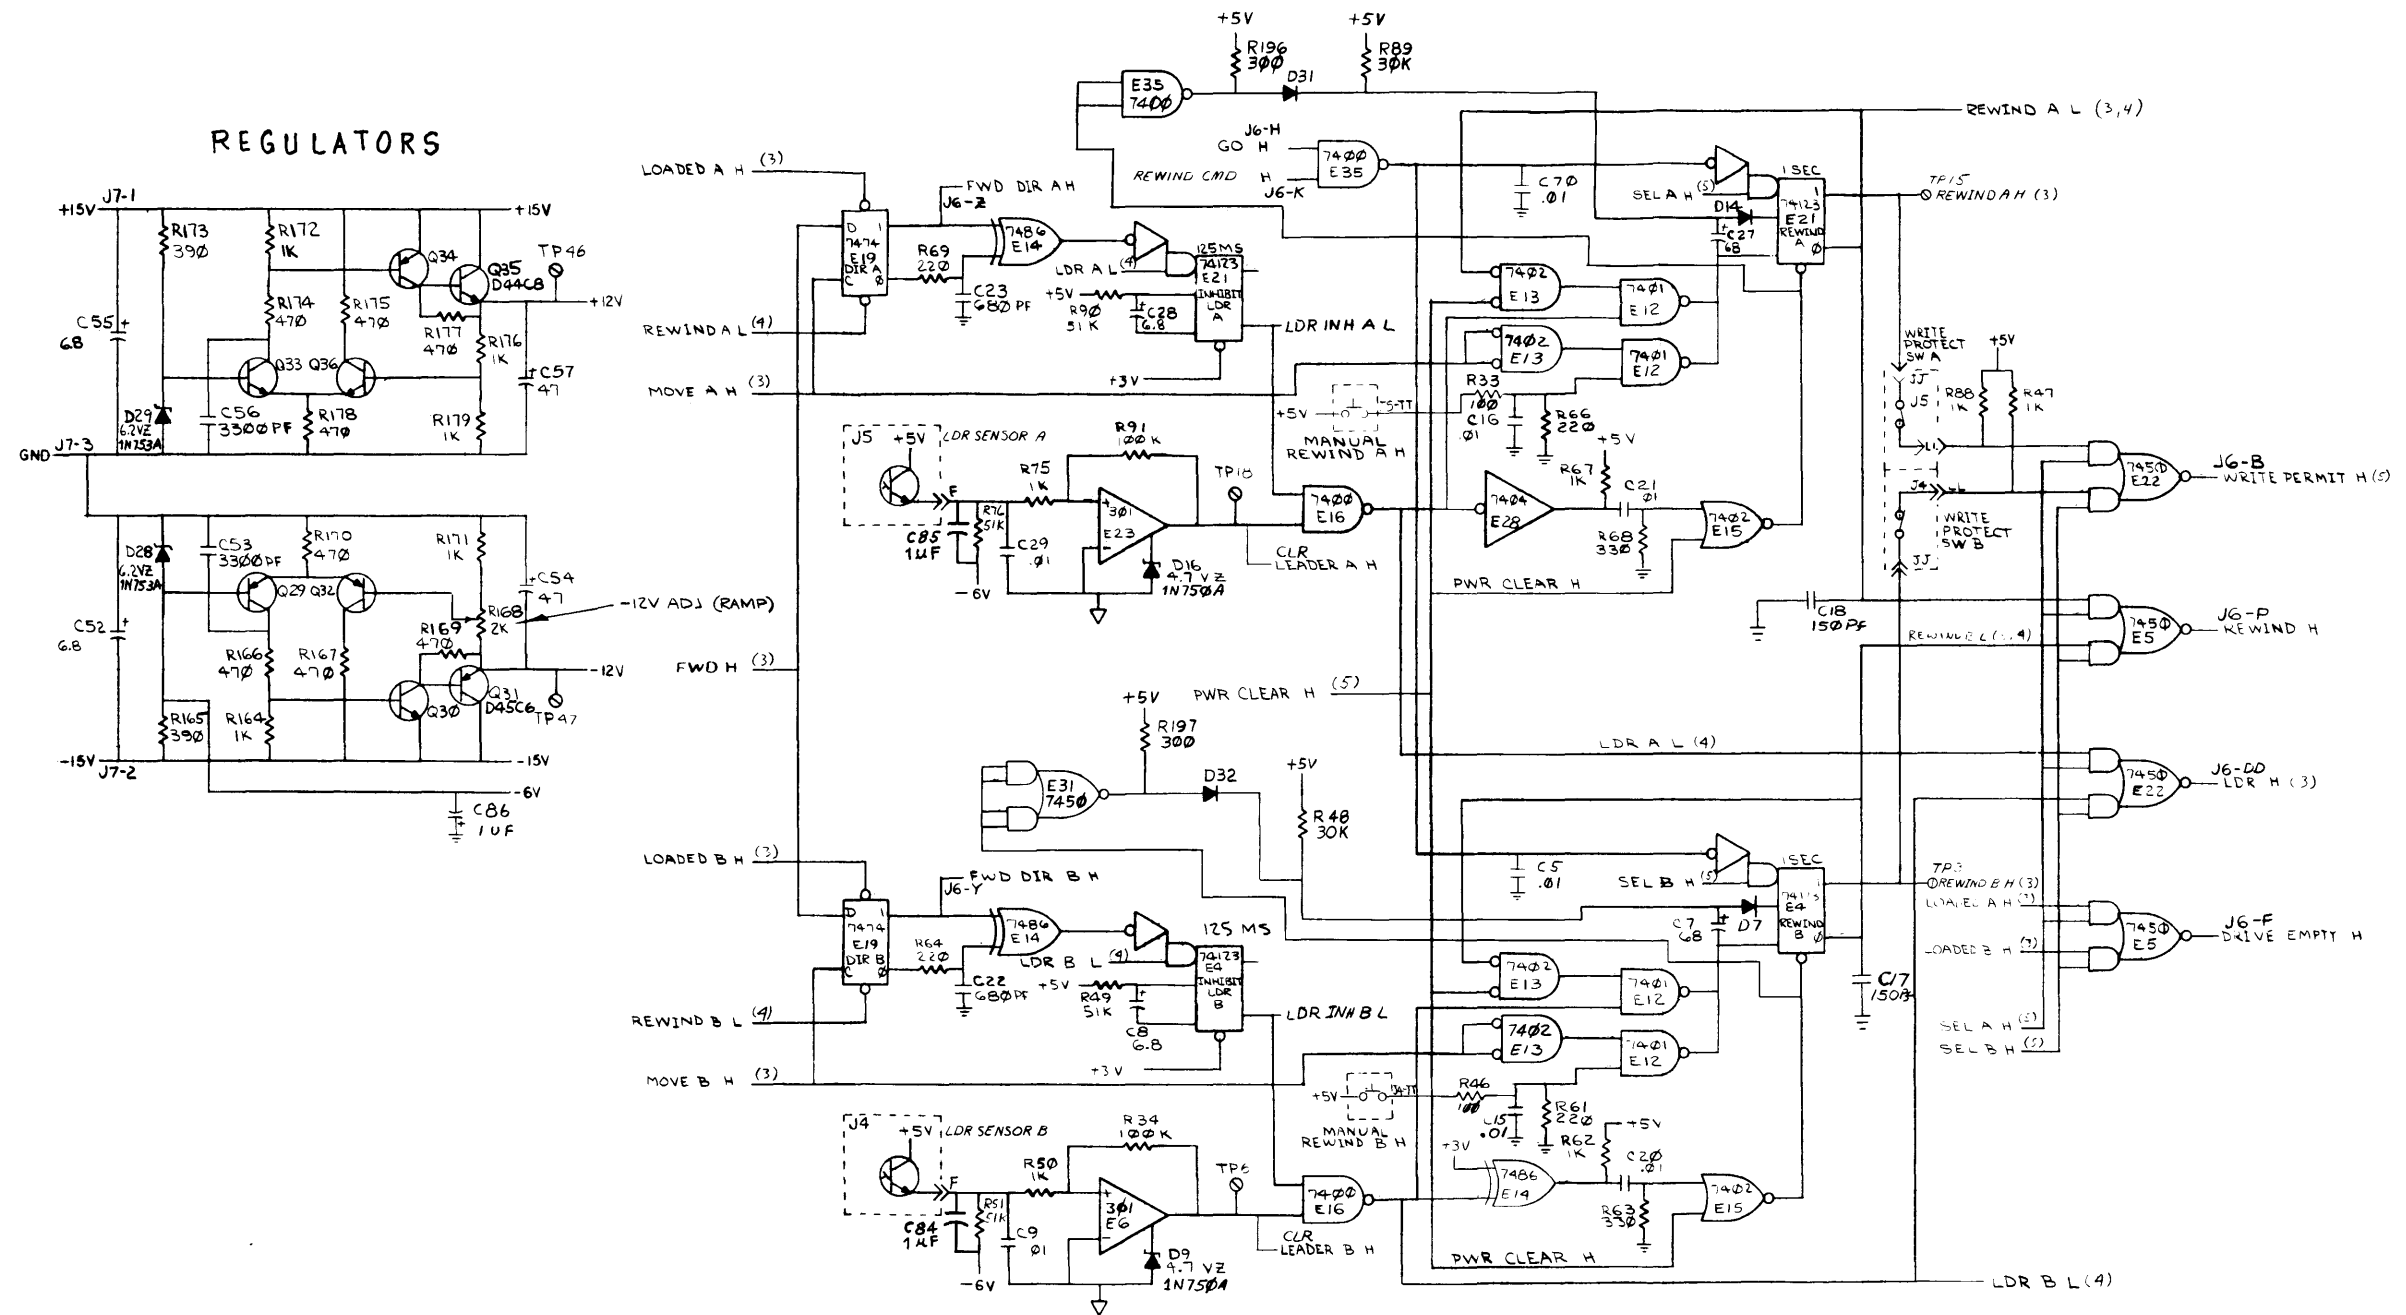 REGULATORS
J7-1
+15V
+15V
R173
390
R172
1K
Q34
Q35
D44C8
TP46
+12V
R174
470
R175
470
R177
470
R176
1K
C55
+
68
Q33
Q36
+
C57
47
D29
6.2VZ
1N753A
C56
3300PF
R178
470
R179
1K
GND
J7-3
D28
6.2VZ
1N753A
C53
3300PF
R170
470
R171
1K
+
C54
47
Q29
Q32
R168
2K
-12V ADJ (RAMP)
C52
+
6.8
R169
470
R166
470
R167
470
-12V
Q31
D45C6
TP47
Q30
R165
390
R164
1K
-15V
J7-2
-15V
-6V
C86
+
1UF
LOADED A H (3)
FWD DIR A H
J6-Z
D 1
7474
E19
DIR A
C 0
7486
E14
R69
220
C23
680PF
REWIND A L (4)
MOVE A H (3)
LDR A L (4)
125MS
74123
E21
INHIBIT
LDR
A
+5V
R90
51K
+
C28
6.8
+3V
LDR INH A L
+5V
R196
300
D31
+5V
R89
30K
E35
7400
J6-H
GO H
REWIND CMD H
J6-K
7400
E35
C70
.01
SEL A H (5)
D14
+
C27
68
1 SEC
1
74123
E21
REWIND
A
0
REWIND A L (3,4)
TP15
REWIND A H (3)
7402
E13
7401
E12
7402
E13
7401
E12
+5V
MANUAL
REWIND A H
R33
100
C16
.01
R66
220
J5
+5V
LDR SENSOR A
F
C85
1UF
R76
51K
R75
1K
C29
.01
-6V
R91
100K
+
301
E23
-
D16
4.7 VZ
1N750A
TP18
CLR
LEADER A H
7400
E16
7404
E28
+5V
R67
1K
C21
.01
R68
330
7402
E15
PWR CLEAR H
WRITE
PROTECT
SW A
JJ
J5
LL
+5V
R88
1K
R47
1K
J4
LL
WRITE
PROTECT
SW B
JJ
7450
E22
J6-B
WRITE PERMIT H (5)
C18
150PF
7450
E5
J6-P
REWIND H
FWD H (3)
PWR CLEAR H (5)
LDR A L (4)
7450
E22
J6-DD
LDR H (3)
+5V
R197
300
D32
E31
7450
+5V
R48
30K
LOADED B H (3)
FWD DIR B H
J6-Y
D 1
7474
E19
DIR B
C 0
7486
E14
R64
220
C22
680PF
REWIND B L (4)
MOVE B H (3)
LDR B L (4)
125 MS
74123
E4
INHIBIT
LDR
B
+5V
R49
51K
+
C8
6.8
+3V
LDR INH B L
C5
.01
SEL B H (5)
C7
+
68
D7
1SEC
1
E4
REWIND
B
0
TP3
REWIND B H (3)
7450
E5
J6-F
DRIVE EMPTY H
7402
E13
7401
E12
7402
E13
7401
E12
C17
SEL A H (5)
SEL B H (5)
+5V
MANUAL
REWIND B H
R46
100
.01
R61
220
J4
+5V
LDR SENSOR B
F
C84
1UF
R51
51K
R50
1K
C9
01
-6V
R34
100K
+
301
E6
-
D9
4.7 VZ
1N750A
TP6
CLR
LEADER B H
7400
E16
+3V
7486
E14
+5V
R62
1K
C20
.01
R63
330
7402
E15
PWR CLEAR H
LDR B L (4)